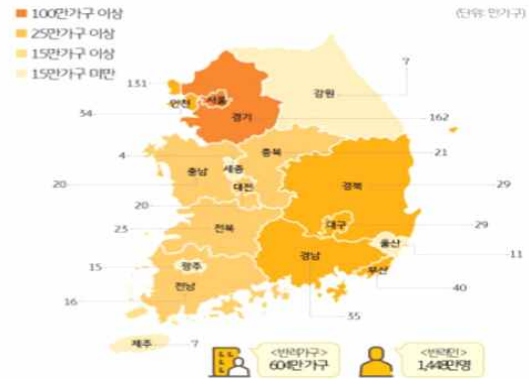 100만가구 이상
(단위: 만가구)
25만가구 이상
15만가구 이상
15만가구 미만
7
131
강원
인천
서울
54
경기
162
충북
21
4
충남
세종
경북
20
대전
29
20
전북
대구
29
25
울산
경남
11
15
광주
부산
전남
40
16
35
제주
7
<반려가구>
604만 가구
<반려인>
1,448만명